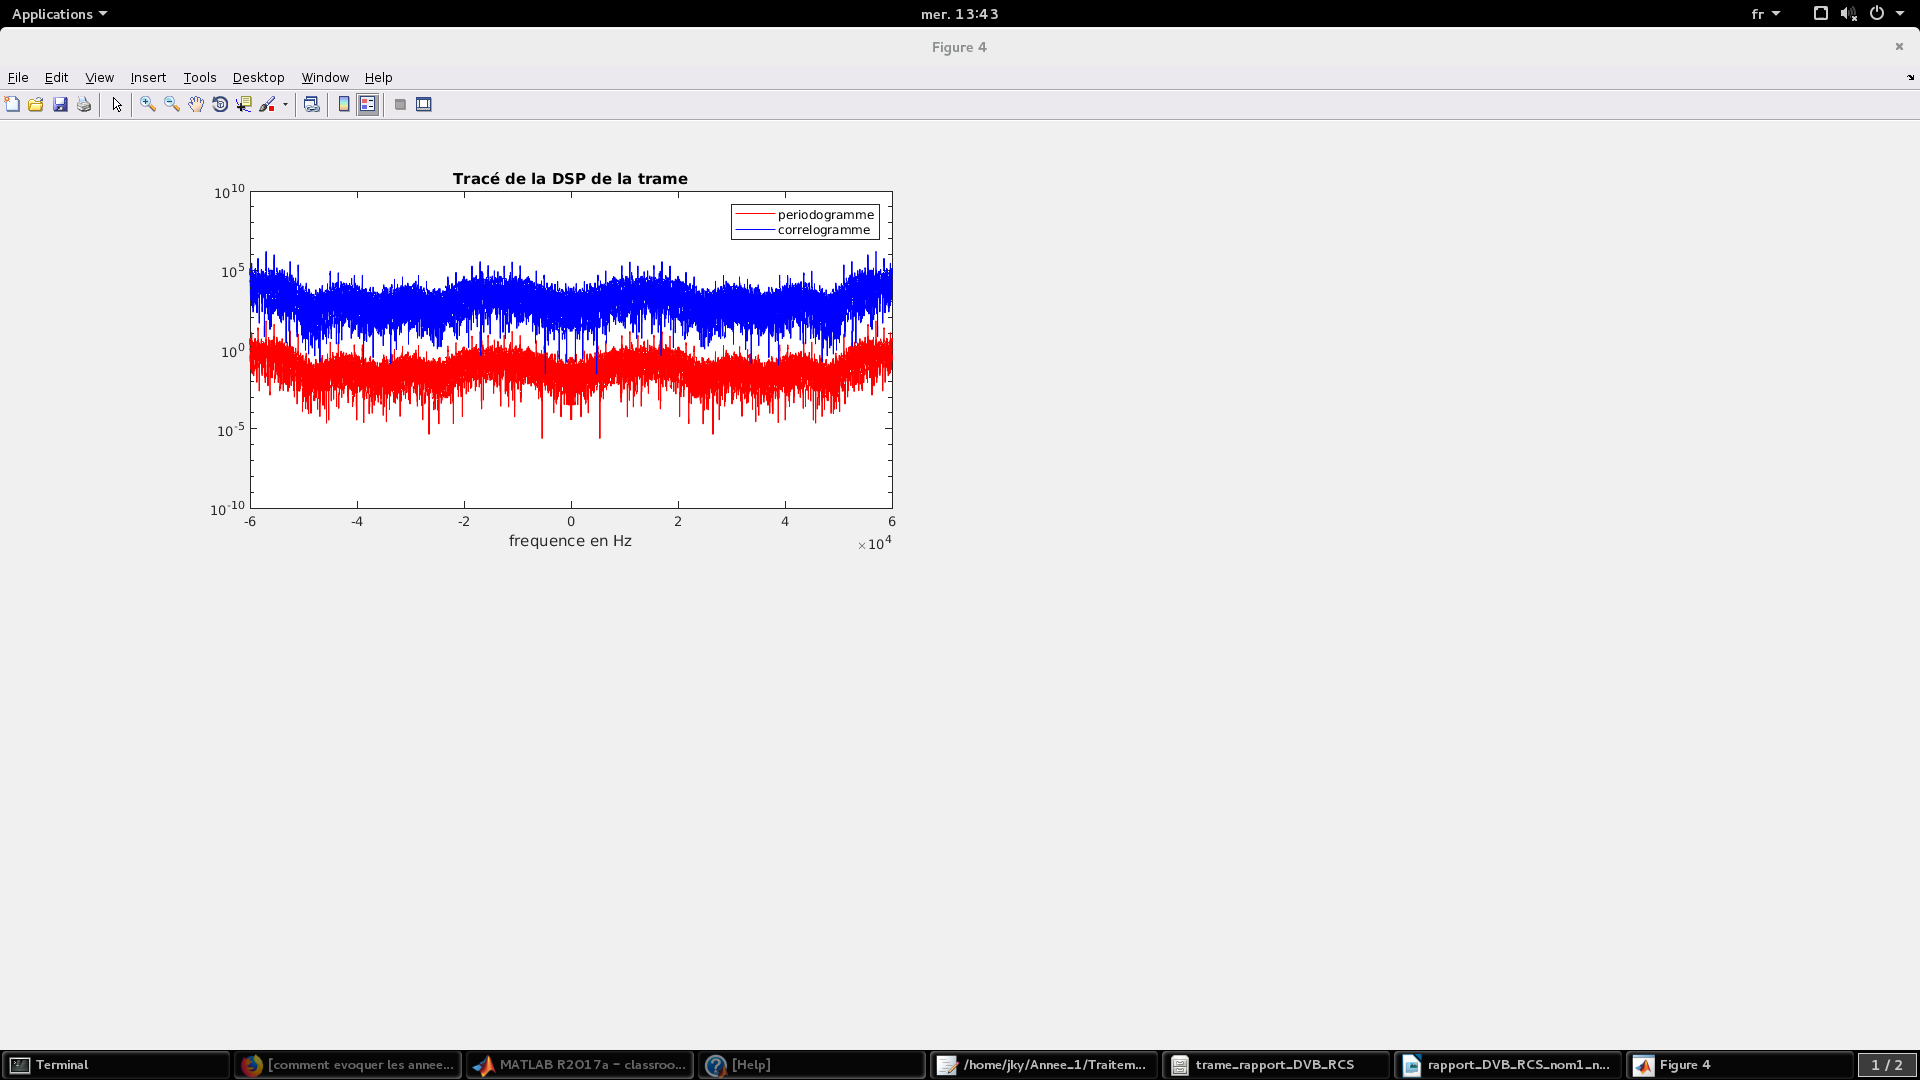 Applications
mer. 13:43
fr
Figure 4
File Edit View Insert Tools Desktop Window Help
Tracé de la DSP de la trame
10^10
periodogramme
correlogramme
10^5
10^0
10^-5
10^-10
-6 -4 -2 0 2 4 6
frequence en Hz
×10^4
Terminal
[comment evoquer les annee...
MATLAB R2017a - classroo...
[Help]
/home/jky/Annee_1/Traitem...
trame_rapport_DVB_RCS
rapport_DVB_RCS_nom1_n...
Figure 4
1 / 2